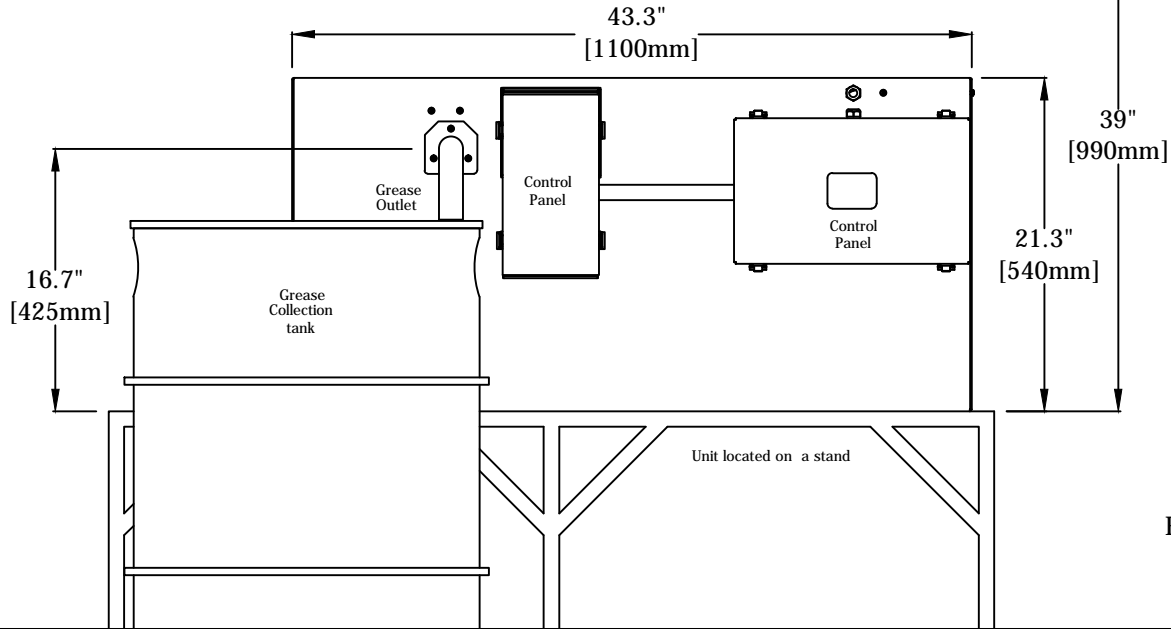 43.3"
[1100mm]
39"
[990mm]
Grease
Outlet
Control
Panel
Control
Panel
21.3"
[540mm]
16.7"
[425mm]
Grease
Collection
tank
Unit located on a stand